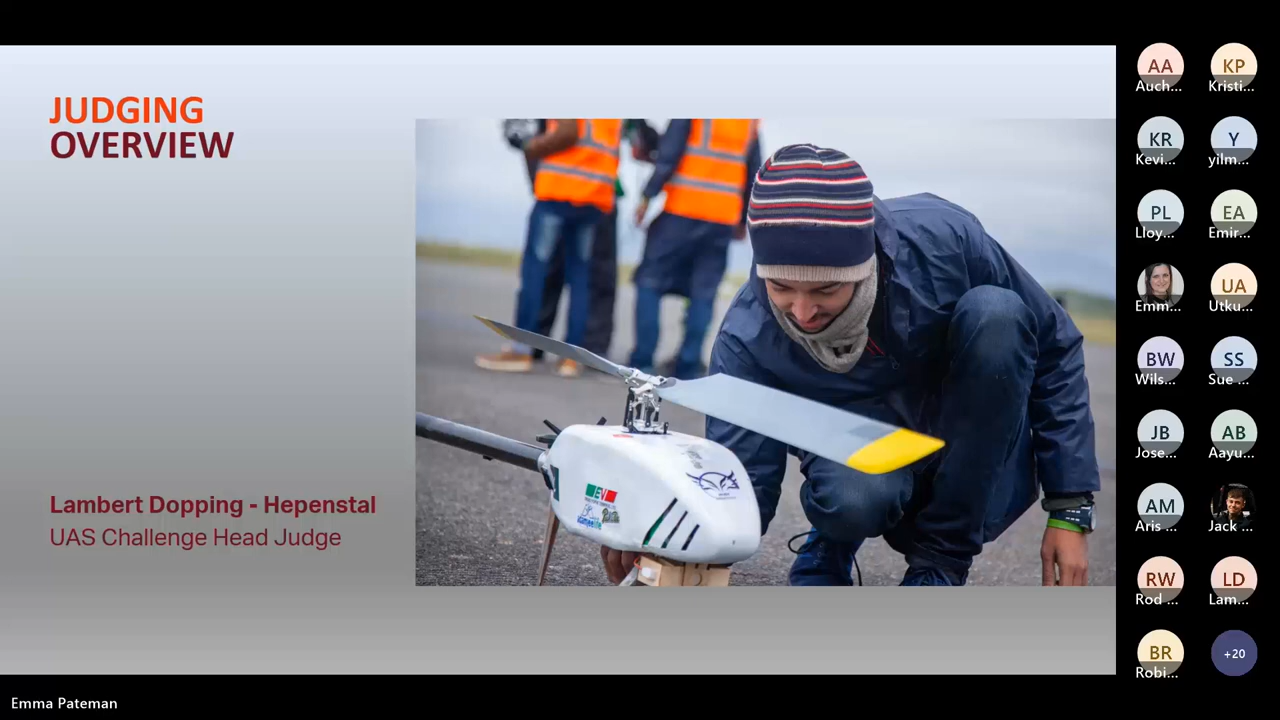 JUDGING
OVERVIEW
Lambert Dopping - Hepenstal
UAS Challenge Head Judge
EV
AA
Auch...
KP
Kristi...
KR
Kevi...
Y
yilm...
PL
Lloy...
EA
Emir...
Emm...
UA
Utku...
BW
Wils...
SS
Sue ...
JB
Jose...
AB
Aayu...
AM
Aris ...
Jack ...
RW
Rod ...
LD
Lam...
BR
Robi...
+20
Emma Pateman